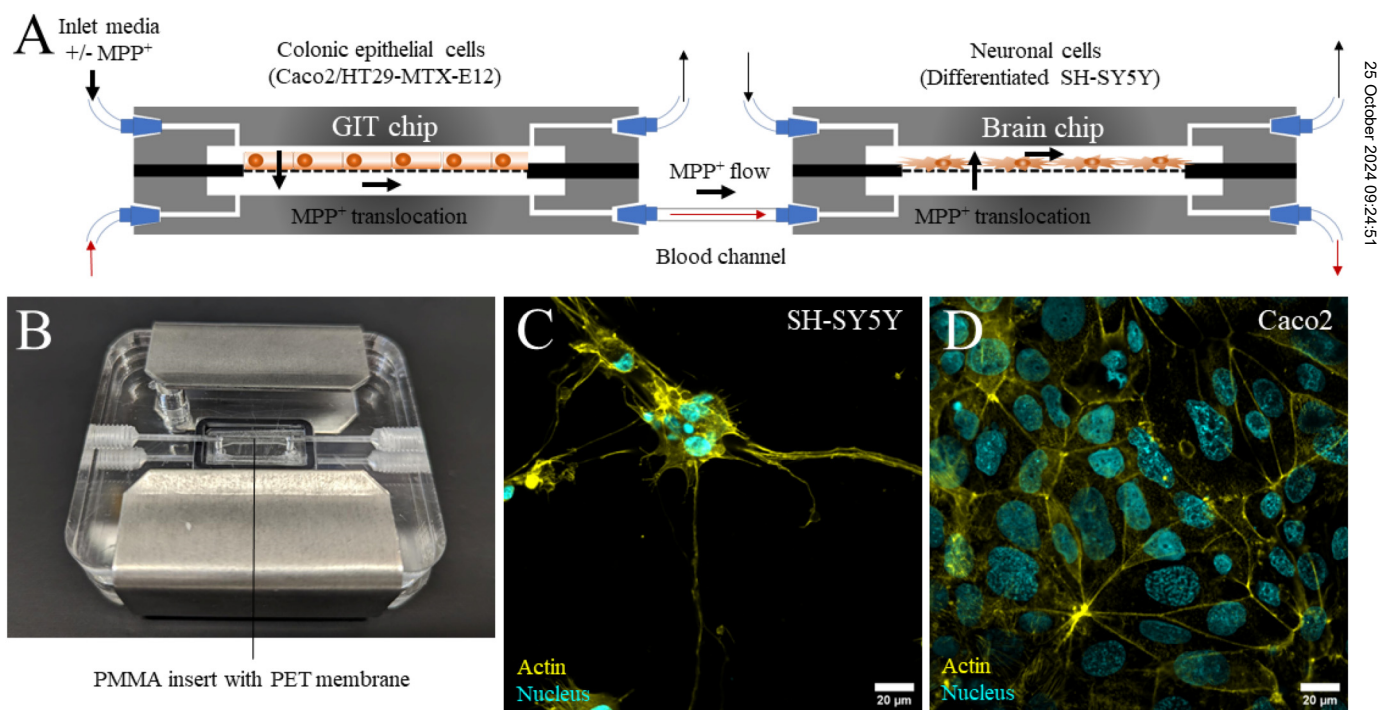 A
Inlet media
+/- MPP⁺
Colonic epithelial cells
(Caco2/HT29-MTX-E12)
Neuronal cells
(Differentiated SH-SY5Y)
GIT chip
Brain chip
MPP⁺ flow
MPP⁺ translocation
MPP⁺ translocation
Blood channel
25 October 2024 09:24:51
B
PMMA insert with PET membrane
C
SH-SY5Y
Actin
Nucleus
20 µm
D
Caco2
Actin
Nucleus
20 µm